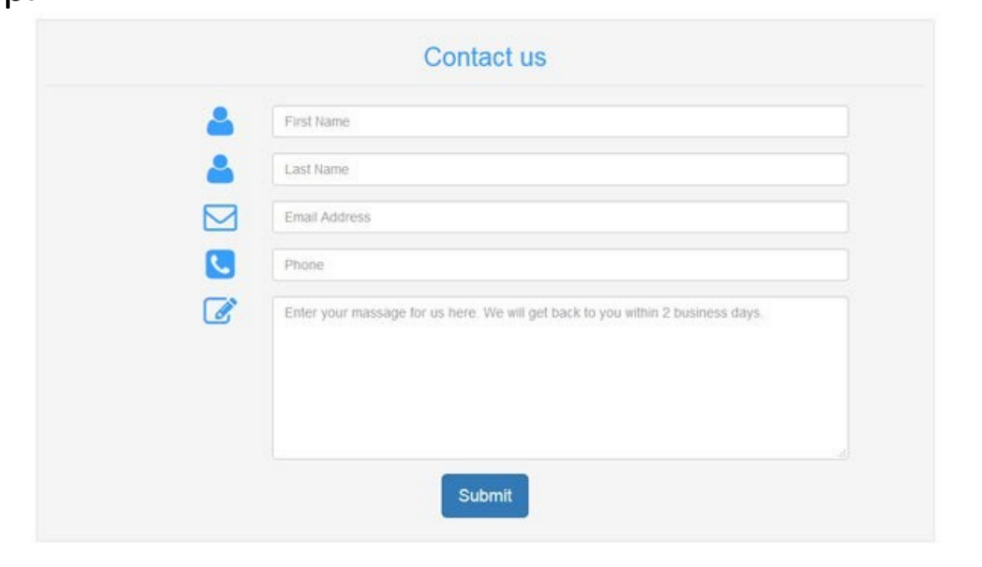 Contact us
First Name
Last Name
Email Address
Phone
Enter your massage for us here. We will get back to you within 2 business days.
Submit